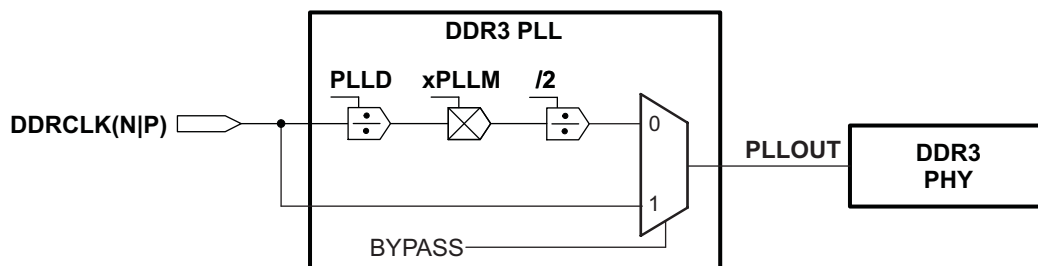 DDR3 PLL
PLLD xPLLM /2
DDRCLK(N|P)
0
PLLOUT
DDR3
PHY
1
BYPASS